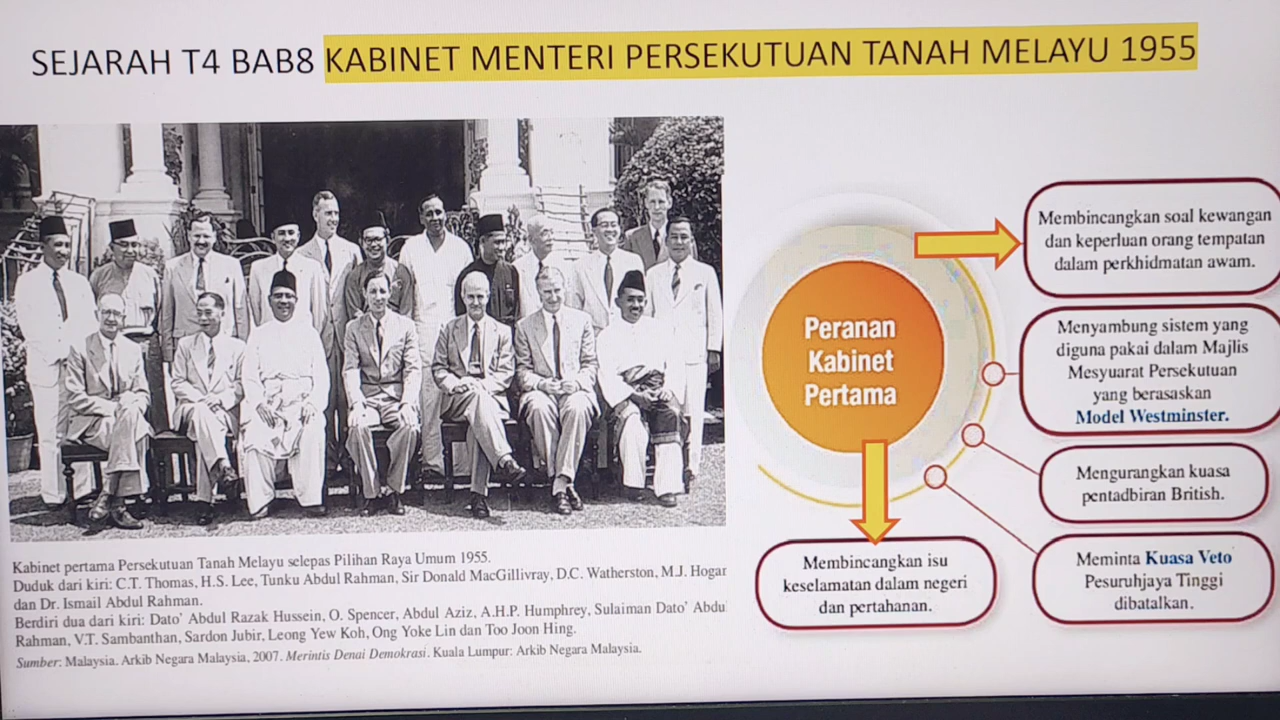 SEJARAH T4 BAB8 KABINET MENTERI PERSEKUTUAN TANAH MELAYU 1955
Peranan
Kabinet
Pertama
Membincangkan soal kewangan
dan keperluan orang tempatan
dalam perkhidmatan awam.
Menyambung sistem yang
diguna pakai dalam Majlis
Mesyuarat Persekutuan
yang berasaskan
Model Westminster.
Mengurangkan kuasa
pentadbiran British.
Meminta Kuasa Veto
Pesuruhjaya Tinggi
dibatalkan.
Membincangkan isu
keselamatan dalam negeri
dan pertahanan.
Kabinet pertama Persekutuan Tanah Melayu selepas Pilihan Raya Umum 1955.
Duduk dari kiri: C.T. Thomas, H.S. Lee, Tunku Abdul Rahman, Sir Donald MacGillivray, D.C. Watherston, M.J. Hogan
dan Dr. Ismail Abdul Rahman.
Berdiri dua dari kiri: Dato' Abdul Razak Hussein, O. Spencer, Abdul Aziz, A.H.P. Humphrey, Sulaiman Dato' Abdu
Rahman, V.T. Sambanthan, Sardon Jubir, Leong Yew Koh, Ong Yoke Lin dan Too Joon Hing.
Sumber: Malaysia. Arkib Negara Malaysia, 2007. Merintis Denai Demokrasi. Kuala Lumpur: Arkib Negara Malaysia.